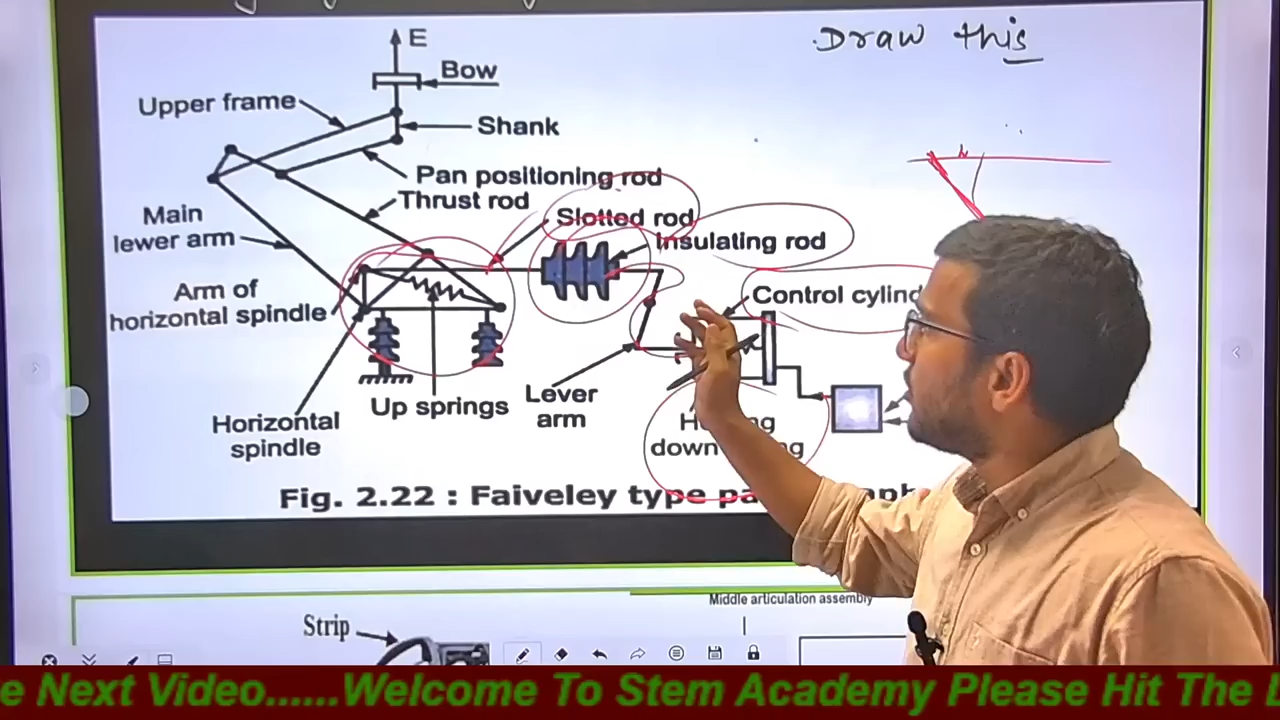 Draw this
E
Bow
Upper frame
Shank
Pan positioning rod
Thrust rod
Main
lewer arm
Slotted rod
Insulating rod
Arm of
horizontal spindle
Control
Up springs
Lever
arm
Horizontal
spindle
down
Fig. 2.22 : Faiveley type
Middle articulation assembly
Strip
e Next Video......Welcome To Stem Academy Please Hit The